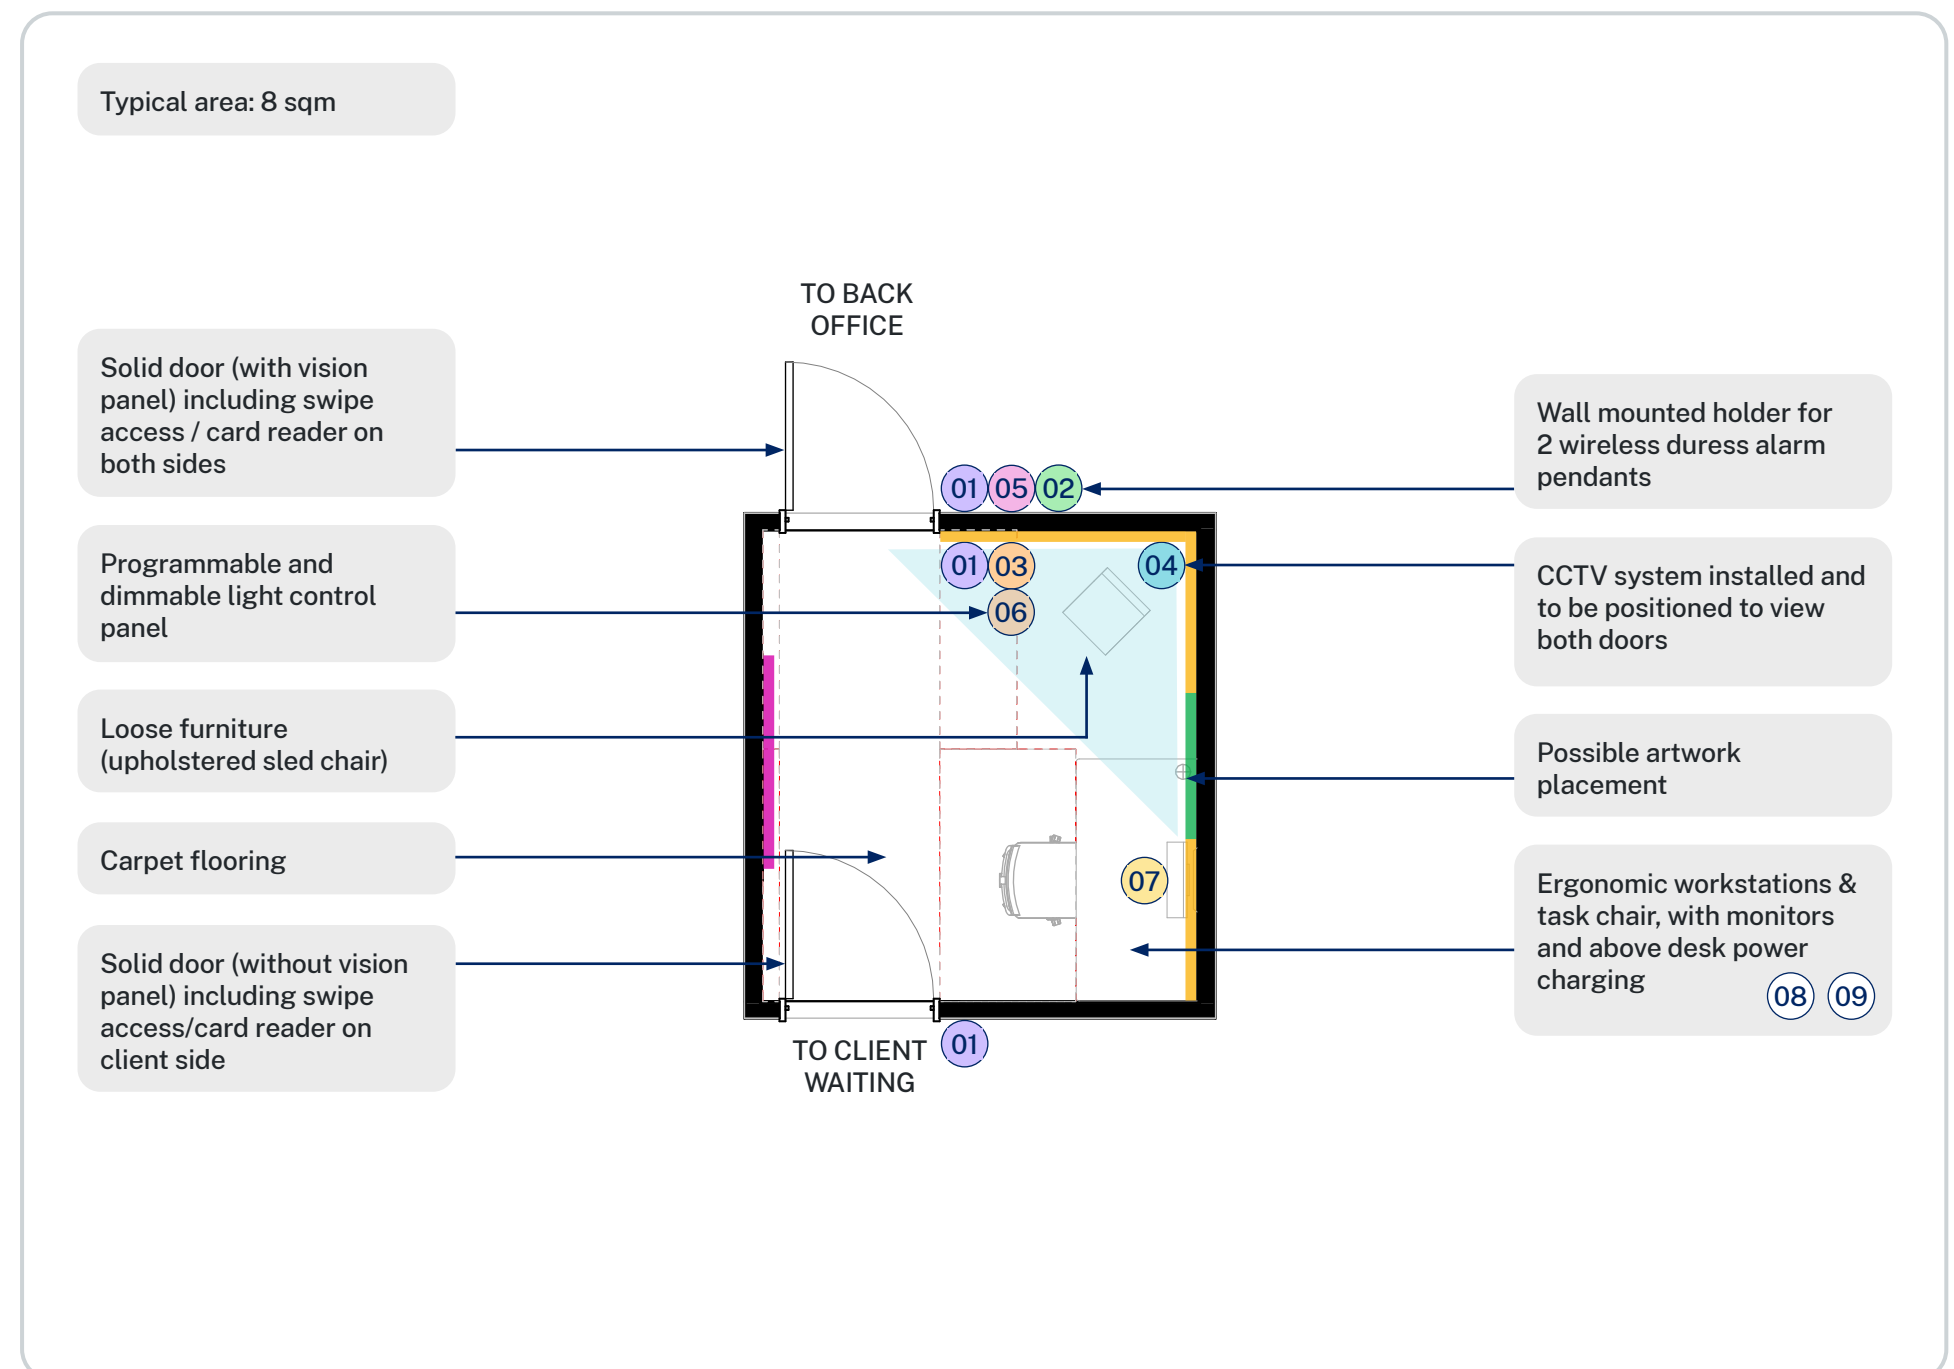 Typical area: 8 sqm
TO BACK
OFFICE
Solid door (with vision
panel) including swipe
access / card reader on
both sides
Programmable and
dimmable light control
panel
Loose furniture
(upholstered sled chair)
Carpet flooring
Solid door (without vision
panel) including swipe
access/card reader on
client side
01 05 02
01 03 04
06
07
01
TO CLIENT
WAITING
Wall mounted holder for
2 wireless duress alarm
pendants
CCTV system installed and
to be positioned to view
both doors
Possible artwork
placement
Ergonomic workstations &
task chair, with monitors
and above desk power
charging
08 09